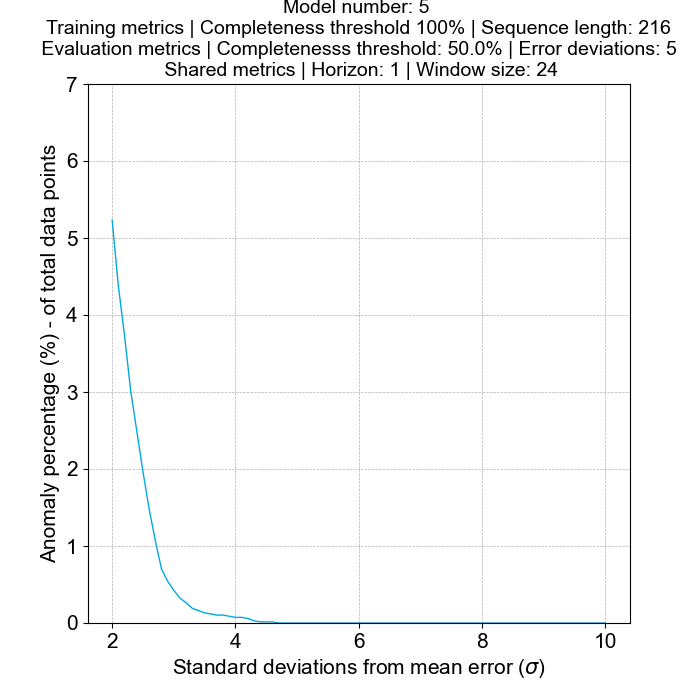 Model number: 5
Training metrics | Completeness threshold 100% | Sequence length: 216
Evaluation metrics | Completenesss threshold: 50.0% | Error deviations: 5
Shared metrics | Horizon: 1 | Window size: 24
Anomaly percentage (%) - of total data points
7
6
5
4
3
2
1
0
2 4 6 8 10
Standard deviations from mean error (σ)